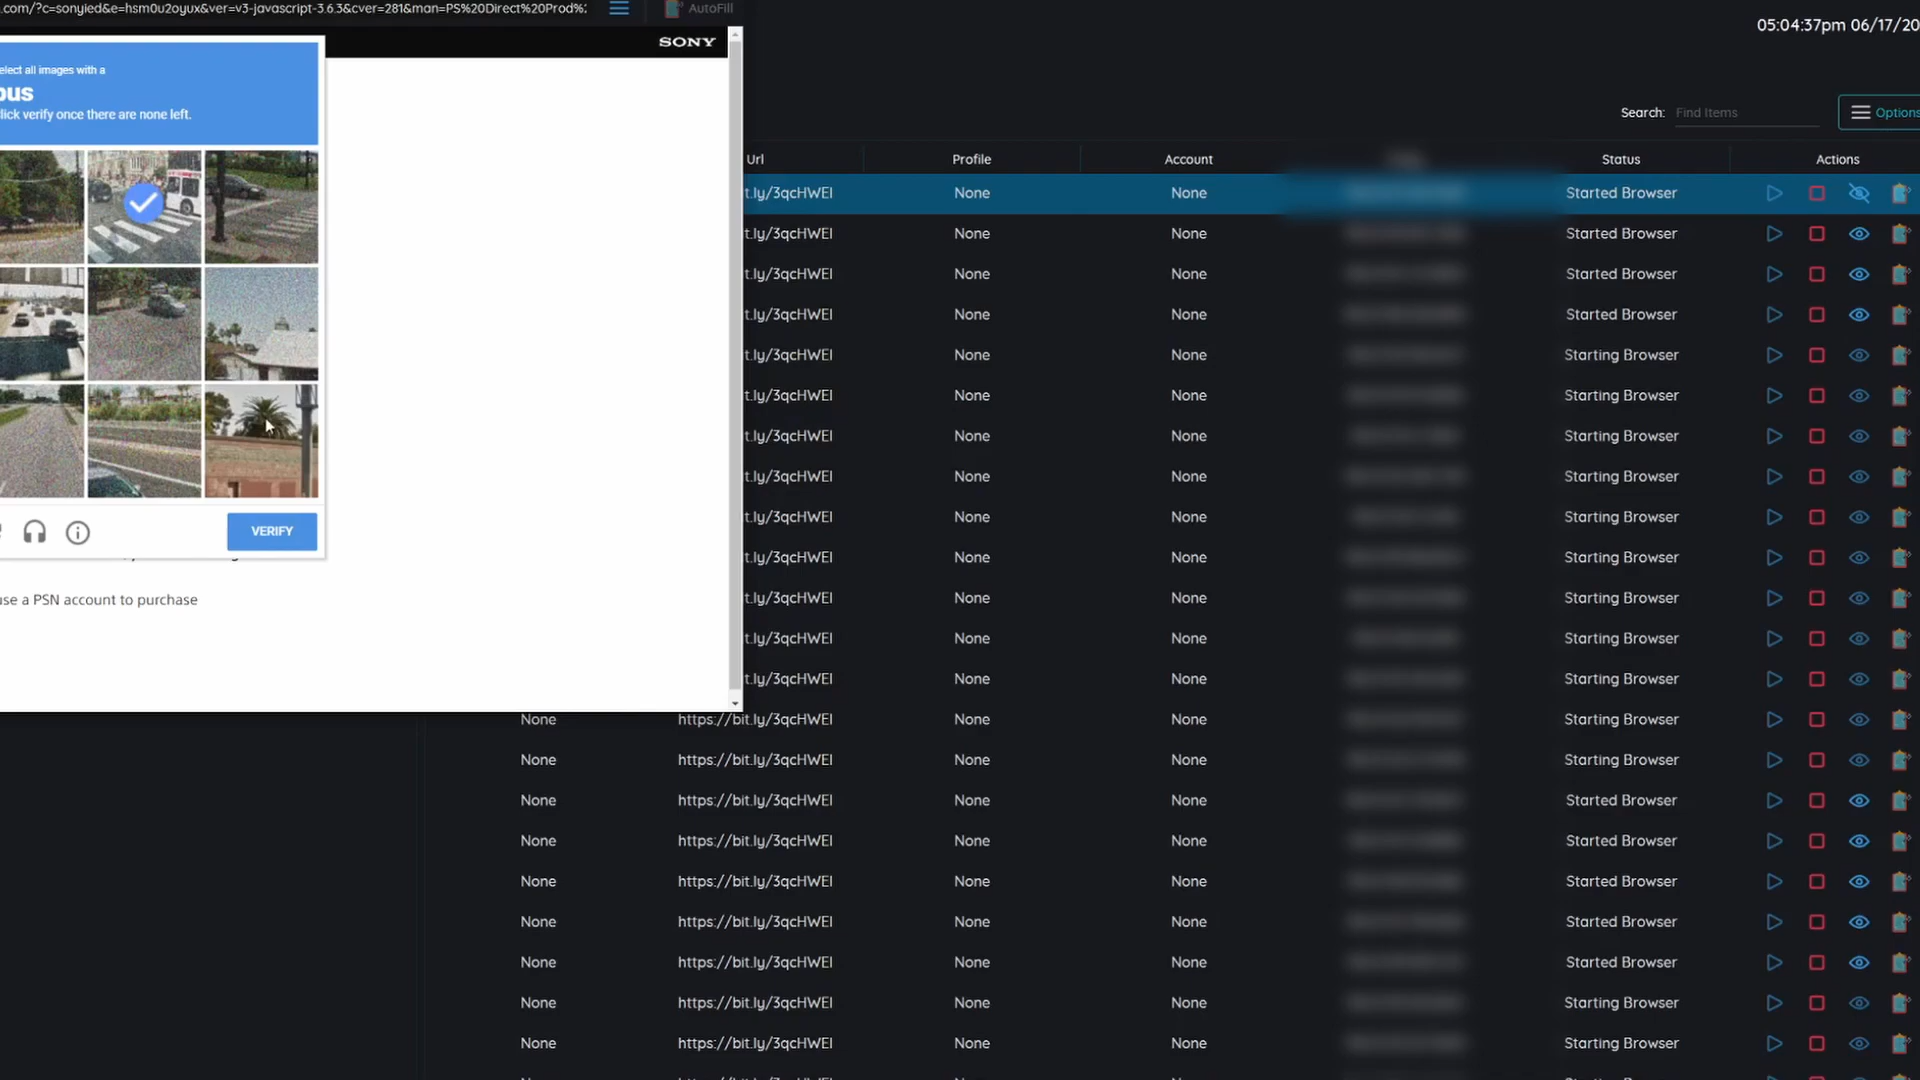 .com/?c=sonyied&e=hsm0u2oyux&ver=v3-javascript-3.6.3&cver=281&man=PS%20Direct%20Prod%2
AutoFill
05:04:37pm 06/17/20
SONY
elect all images with a
bus
lick verify once there are none left.
VERIFY
use a PSN account to purchase
Search: Find Items Options
Url Profile Account Status Actions
bit.ly/3qcHWEI None None Started Browser
t.ly/3qcHWEI None None Started Browser
t.ly/3qcHWEI None None Started Browser
t.ly/3qcHWEI None None Started Browser
t.ly/3qcHWEI None None Starting Browser
t.ly/3qcHWEI None None Starting Browser
t.ly/3qcHWEI None None Starting Browser
t.ly/3qcHWEI None None Starting Browser
t.ly/3qcHWEI None None Starting Browser
t.ly/3qcHWEI None None Starting Browser
t.ly/3qcHWEI None None Starting Browser
t.ly/3qcHWEI None None Starting Browser
t.ly/3qcHWEI None None Starting Browser
None https://bit.ly/3qcHWEI None None Starting Browser
None https://bit.ly/3qcHWEI None None Starting Browser
None https://bit.ly/3qcHWEI None None Started Browser
None https://bit.ly/3qcHWEI None None Started Browser
None https://bit.ly/3qcHWEI None None Started Browser
None https://bit.ly/3qcHWEI None None Started Browser
None https://bit.ly/3qcHWEI None None Started Browser
None https://bit.ly/3qcHWEI None None Starting Browser
None https://bit.ly/3qcHWEI None None Starting Browser